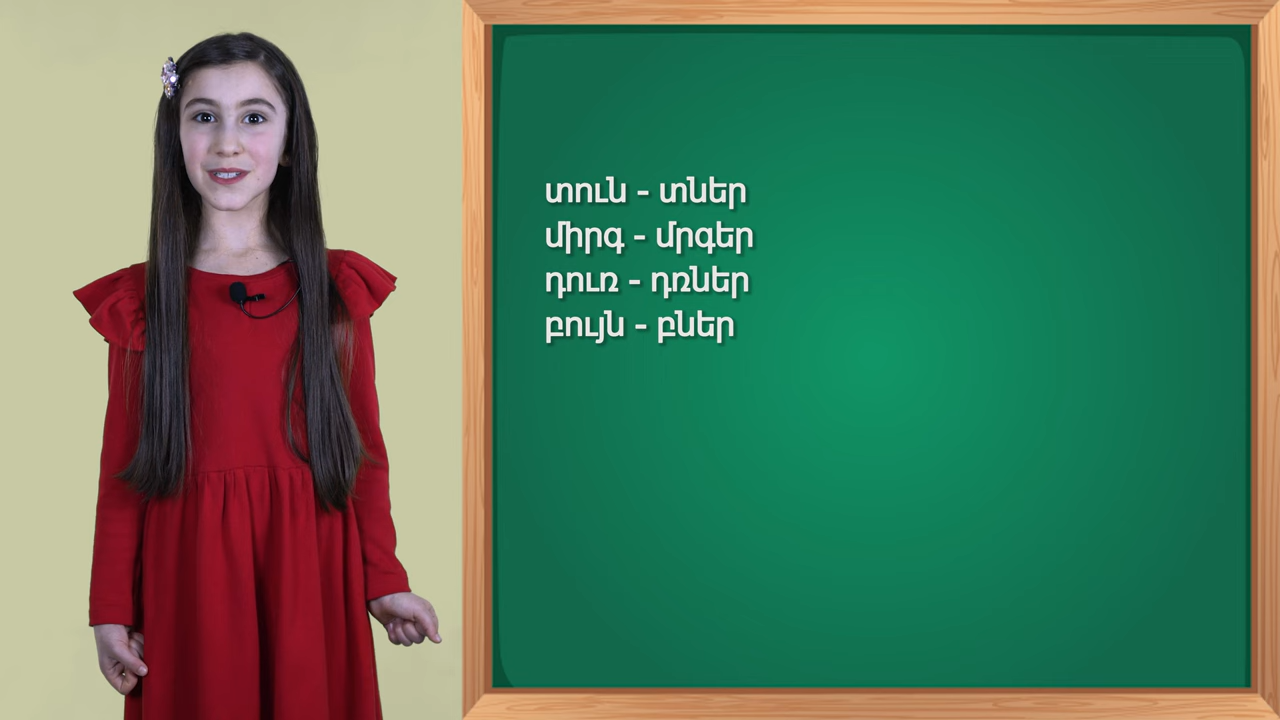 տուն - տներ
միրգ - մրգեր
դուռ - դռներ
բույն - բներ